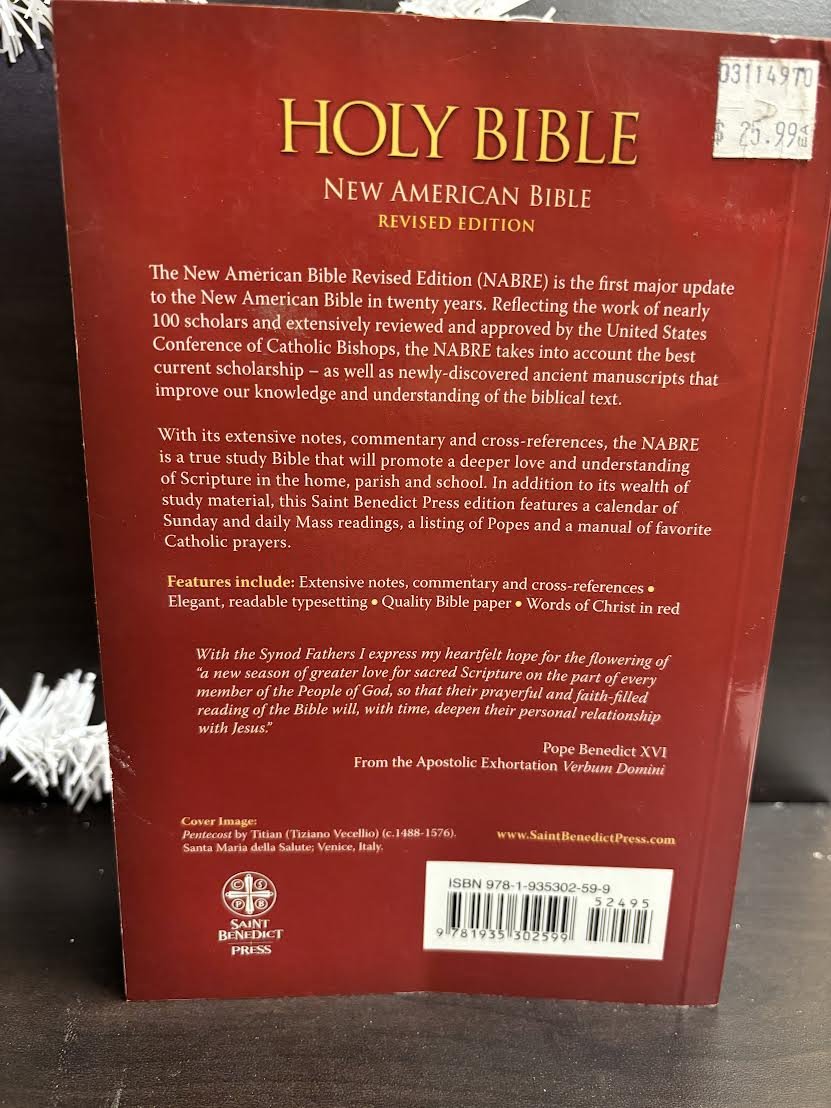 03114970
$ 25.99 EA
HOLY BIBLE
NEW AMERICAN BIBLE
REVISED EDITION
The New American Bible Revised Edition (NABRE) is the first major update
to the New American Bible in twenty years. Reflecting the work of nearly
100 scholars and extensively reviewed and approved by the United States
Conference of Catholic Bishops, the NABRE takes into account the best
current scholarship – as well as newly-discovered ancient manuscripts that
improve our knowledge and understanding of the biblical text.
With its extensive notes, commentary and cross-references, the NABRE
is a true study Bible that will promote a deeper love and understanding
of Scripture in the home, parish and school. In addition to its wealth of
study material, this Saint Benedict Press edition features a calendar of
Sunday and daily Mass readings, a listing of Popes and a manual of favorite
Catholic prayers.
Features include: Extensive notes, commentary and cross-references •
Elegant, readable typesetting • Quality Bible paper • Words of Christ in red
With the Synod Fathers I express my heartfelt hope for the flowering of
“a new season of greater love for sacred Scripture on the part of every
member of the People of God, so that their prayerful and faith-filled
reading of the Bible will, with time, deepen their personal relationship
with Jesus.”
Pope Benedict XVI
From the Apostolic Exhortation Verbum Domini
Cover Image:
Pentecost by Titian (Tiziano Vecellio) (c.1488-1576).
Santa Maria della Salute; Venice, Italy.
www.SaintBenedictPress.com
C S
P B
SAINT
BENEDICT
PRESS
ISBN 978-1-935302-59-9
52495
9 781935 302599